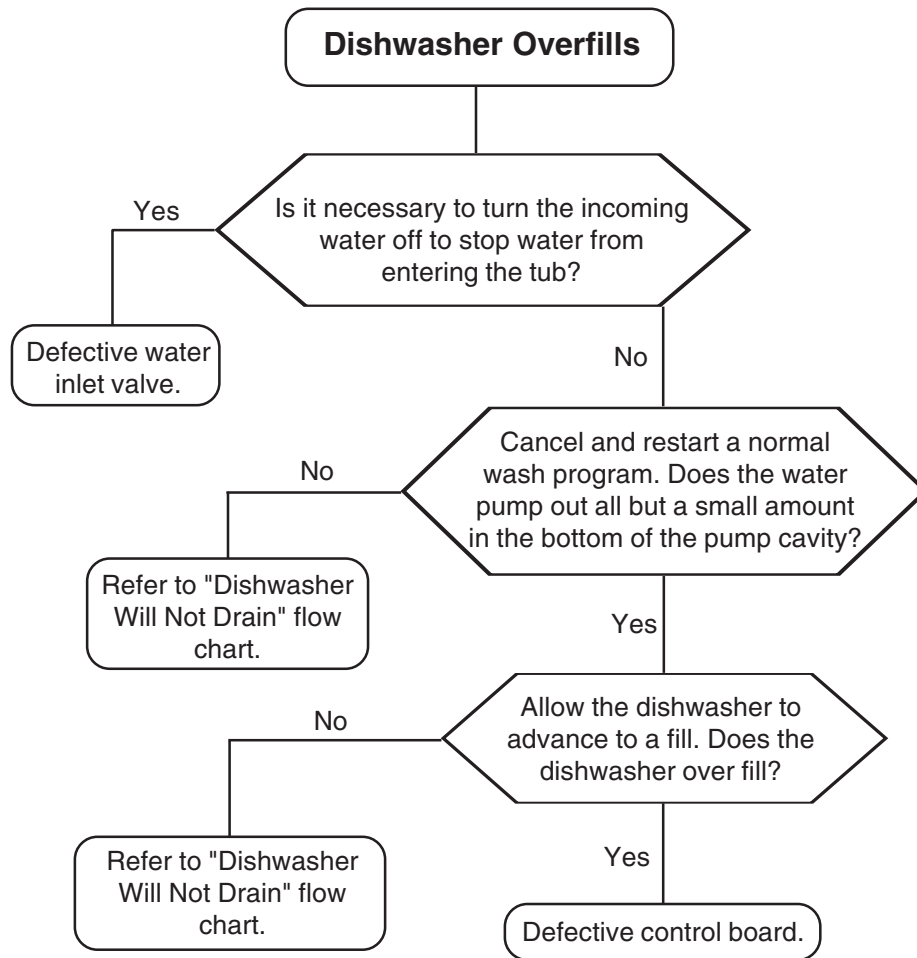 Dishwasher Overfills
Is it necessary to turn the incoming
water off to stop water from
entering the tub?
Yes
Defective water
inlet valve.
No
Cancel and restart a normal
wash program. Does the water
pump out all but a small amount
in the bottom of the pump cavity?
No
Refer to "Dishwasher
Will Not Drain" flow
chart.
Yes
Allow the dishwasher to
advance to a fill. Does the
dishwasher over fill?
No
Refer to "Dishwasher
Will Not Drain" flow
chart.
Yes
Defective control board.